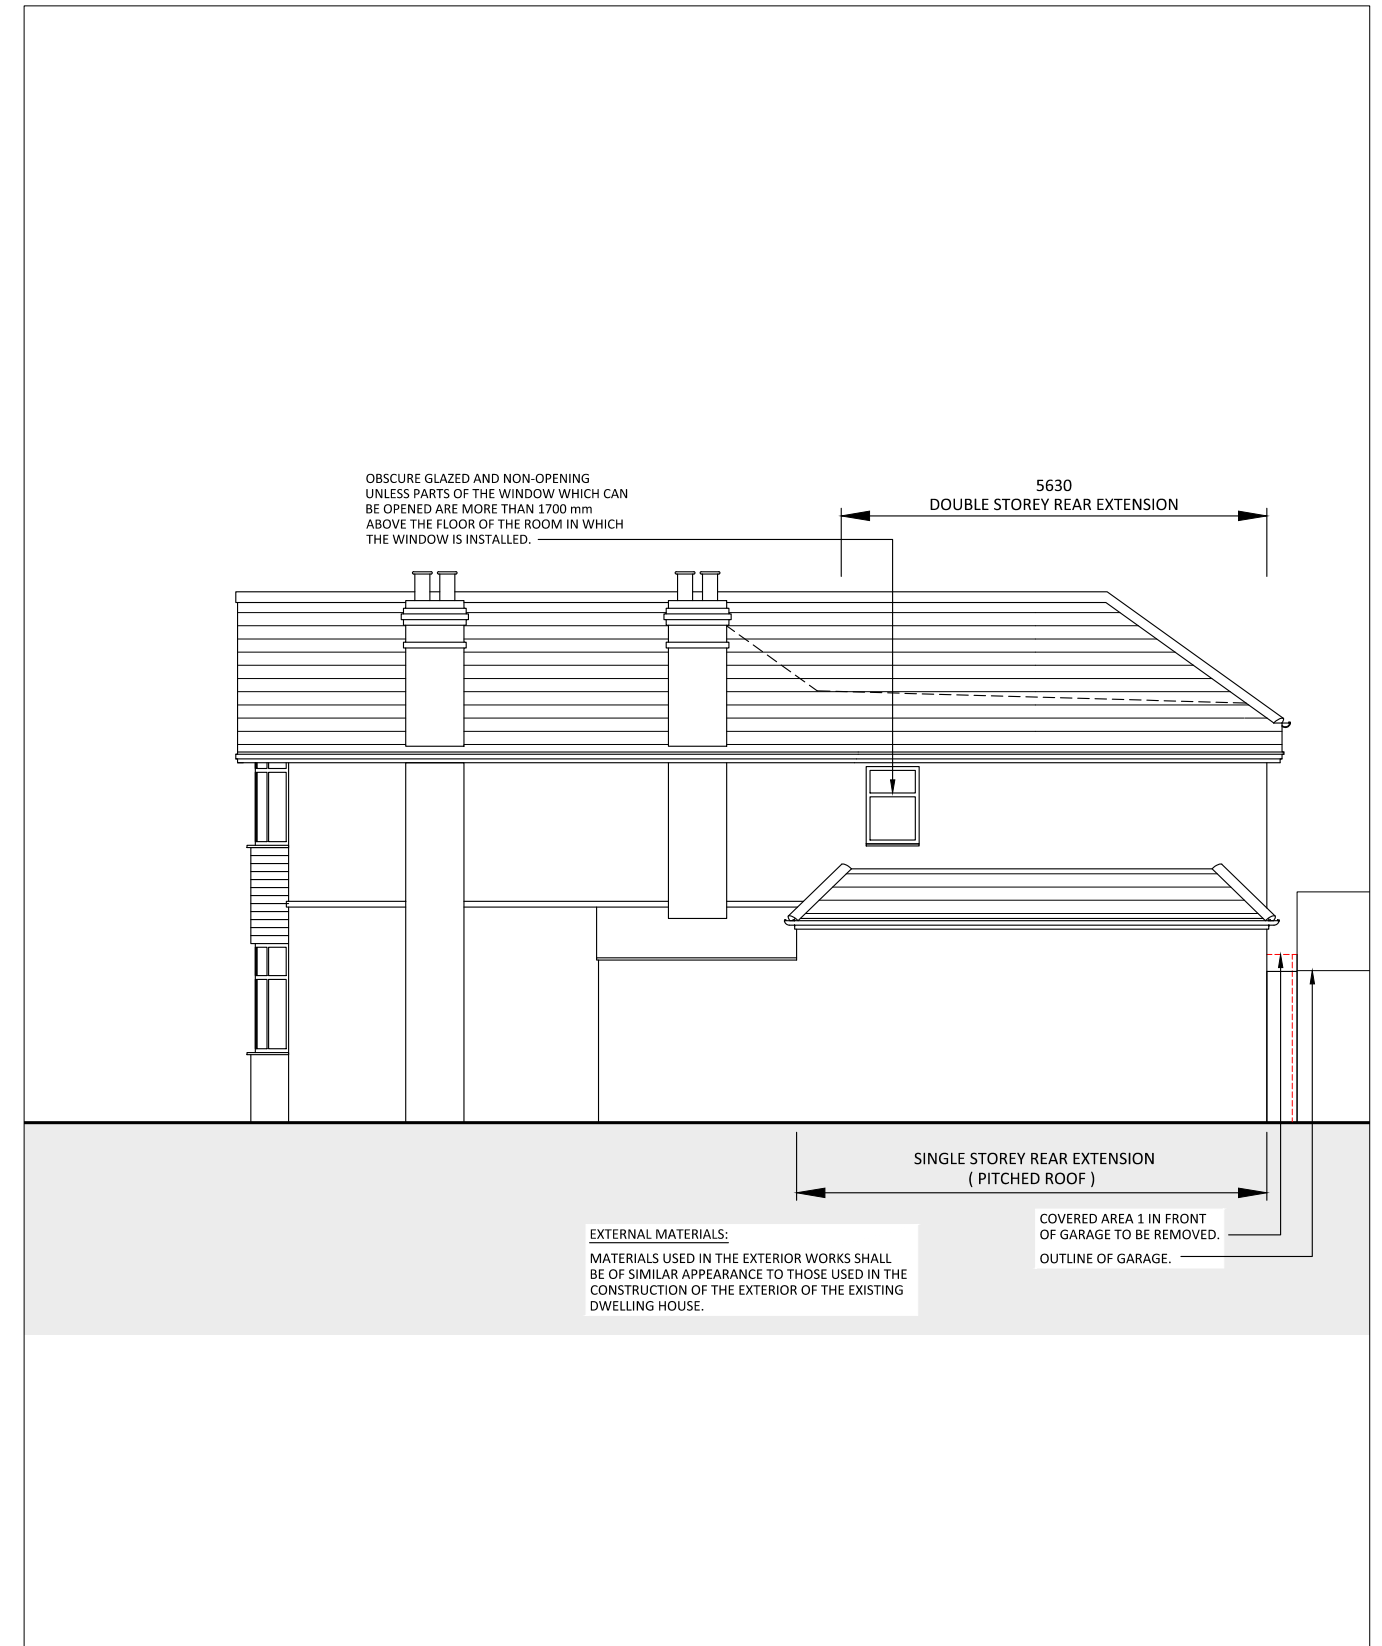 OBSCURE GLAZED AND NON-OPENING
UNLESS PARTS OF THE WINDOW WHICH CAN
BE OPENED ARE MORE THAN 1700 mm
ABOVE THE FLOOR OF THE ROOM IN WHICH
THE WINDOW IS INSTALLED.
5630
DOUBLE STOREY REAR EXTENSION
SINGLE STOREY REAR EXTENSION
( PITCHED ROOF )
COVERED AREA 1 IN FRONT
OF GARAGE TO BE REMOVED.
OUTLINE OF GARAGE.
EXTERNAL MATERIALS:
MATERIALS USED IN THE EXTERIOR WORKS SHALL
BE OF SIMILAR APPEARANCE TO THOSE USED IN THE
CONSTRUCTION OF THE EXTERIOR OF THE EXISTING
DWELLING HOUSE.